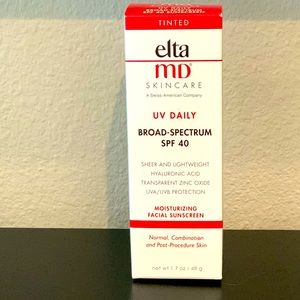 TINTED
elta
MD
SKINCARE
A Swiss-American Company
UV DAILY
BROAD-SPECTRUM
SPF 40
SHEER AND LIGHTWEIGHT
HYALURONIC ACID
TRANSPARENT ZINC OXIDE
UVA/UVB PROTECTION
MOISTURIZING
FACIAL SUNSCREEN
Normal, Combination
and Post-Procedure Skin
net wt 1.7 oz / 48 g